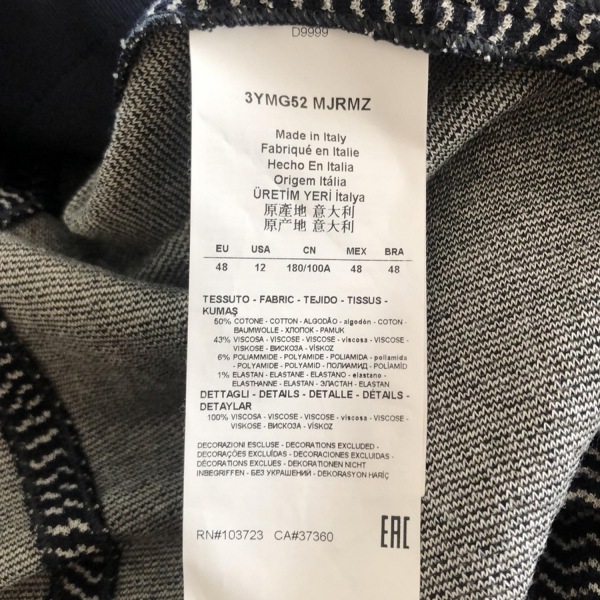 D9999
3YMG52 MJRMZ
Made in Italy
Fabriqué en Italie
Hecho En Italia
Origem Itália
ÜRETİM YERİ İtalya
原產地 意大利
原产地 意大利
EU USA CN MEX BRA
48 12 180/100A 48 48
TESSUTO - FABRIC - TEJIDO - TISSUS -
KUMAŞ
50% COTONE - COTTON - ALGODÃO - algodón - COTON -
BAUMWOLLE - ХЛОПОК - PAMUK
43% VISCOSA - VISCOSE - VISCOSE - viscosa - VISCOSE -
VISKOSE - ВИСКОЗА - VİSKOZ
6% POLIAMMIDE - POLYAMIDE - POLIAMIDA - poliamida
- POLYAMIDE - POLYAMID - ПОЛИАМИД - POLİAMİD
1% ELASTAN - ELASTANE - ELASTANO - elastano -
ELASTHANNE - ELASTAN - ЭЛАСТАН - ELASTAN
DETTAGLI - DETAILS - DETALLE - DÉTAILS -
DETAYLAR
100% VISCOSA - VISCOSE - VISCOSE - viscosa - VISCOSE -
VISKOSE - ВИСКОЗА - VİSKOZ
DECORAZIONI ESCLUSE - DECORATIONS EXCLUDED -
DECORAÇÕES EXCLUÍDAS - DECORACIONES EXCLUIDAS -
DÉCORATIONS EXCLUES - DEKORATIONEN NICHT
INBEGRIFFEN - БЕЗ УКРАШЕНИЙ - DEKORASYON HARİÇ
RN#103723 CA#37360 EAC